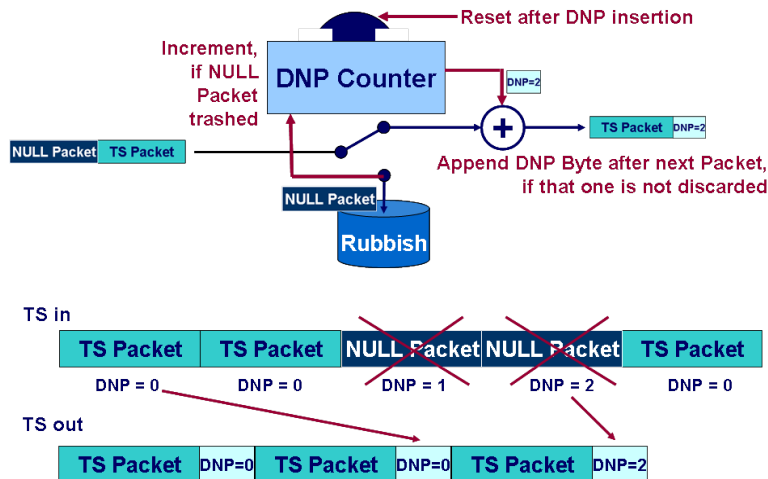 Reset after DNP insertion
Increment,
if NULL
Packet
trashed
DNP Counter
DNP=2
NULL Packet
TS Packet
+
TS Packet
DNP=2
Append DNP Byte after next Packet,
if that one is not discarded
NULL Packet
Rubbish
TS in
TS Packet
TS Packet
NULL Packet
NULL Packet
TS Packet
DNP = 0
DNP = 0
DNP = 1
DNP = 2
DNP = 0
TS out
TS Packet
DNP=0
TS Packet
DNP=0
TS Packet
DNP=2